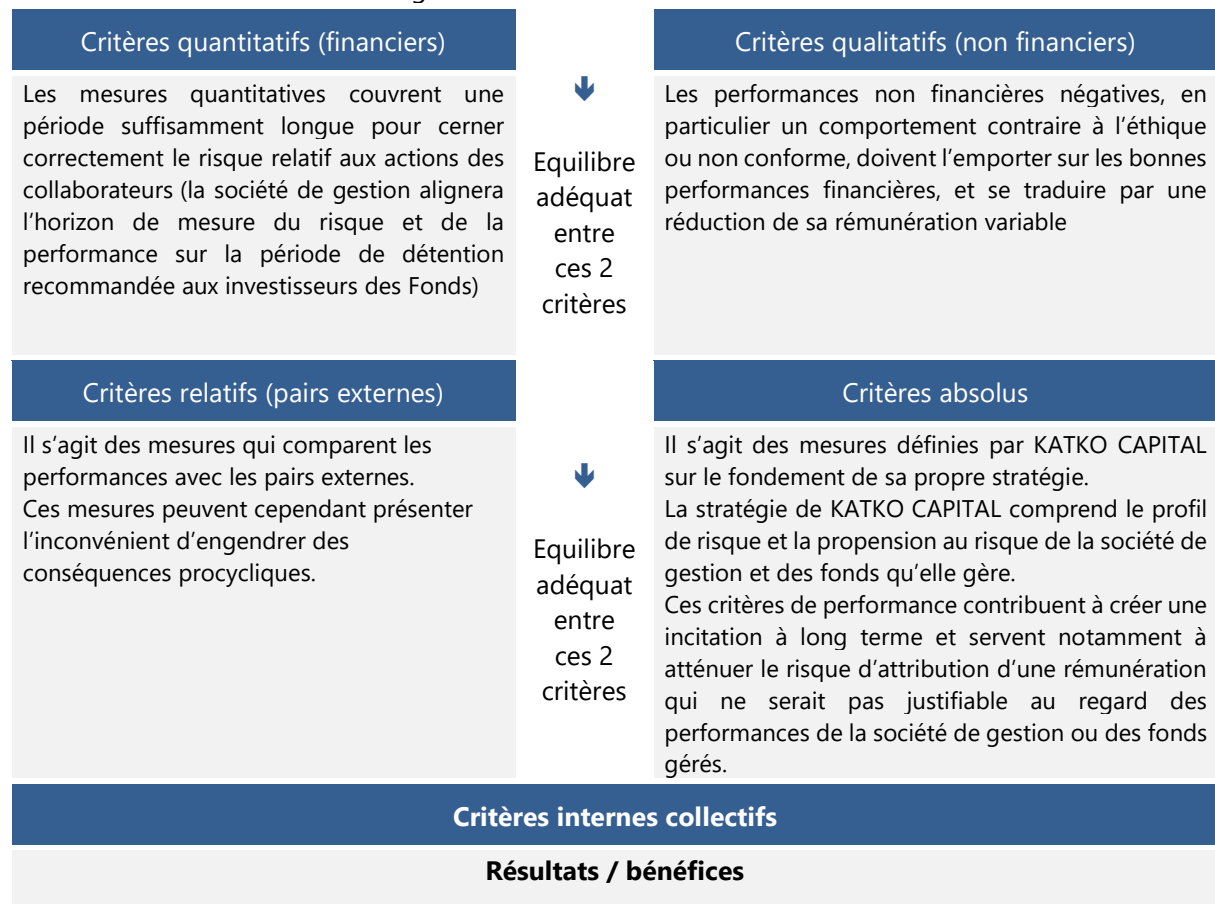 Critères quantitatifs (financiers)
Les mesures quantitatives couvrent une
période suffisamment longue pour cerner
correctement le risque relatif aux actions des
collaborateurs (la société de gestion alignera
l'horizon de mesure du risque et de la
performance sur la période de détention
recommandée aux investisseurs des Fonds)
Equilibre
adéquat
entre
ces 2
critères
Critères qualitatifs (non financiers)
Les performances non financières négatives, en
particulier un comportement contraire à l'éthique
ou non conforme, doivent l'emporter sur les bonnes
performances financières, et se traduire par une
réduction de sa rémunération variable
Critères relatifs (pairs externes)
Il s'agit des mesures qui comparent les
performances avec les pairs externes.
Ces mesures peuvent cependant présenter
l'inconvénient d'engendrer des
conséquences procycliques.
Equilibre
adéquat
entre
ces 2
critères
Critères absolus
Il s'agit des mesures définies par KATKO CAPITAL
sur le fondement de sa propre stratégie.
La stratégie de KATKO CAPITAL comprend le profil
de risque et la propension au risque de la société de
gestion et des fonds qu'elle gère.
Ces critères de performance contribuent à créer une
incitation à long terme et servent notamment à
atténuer le risque d'attribution d'une rémunération
qui ne serait pas justifiable au regard des
performances de la société de gestion ou des fonds
gérés.
Critères internes collectifs
Résultats / bénéfices